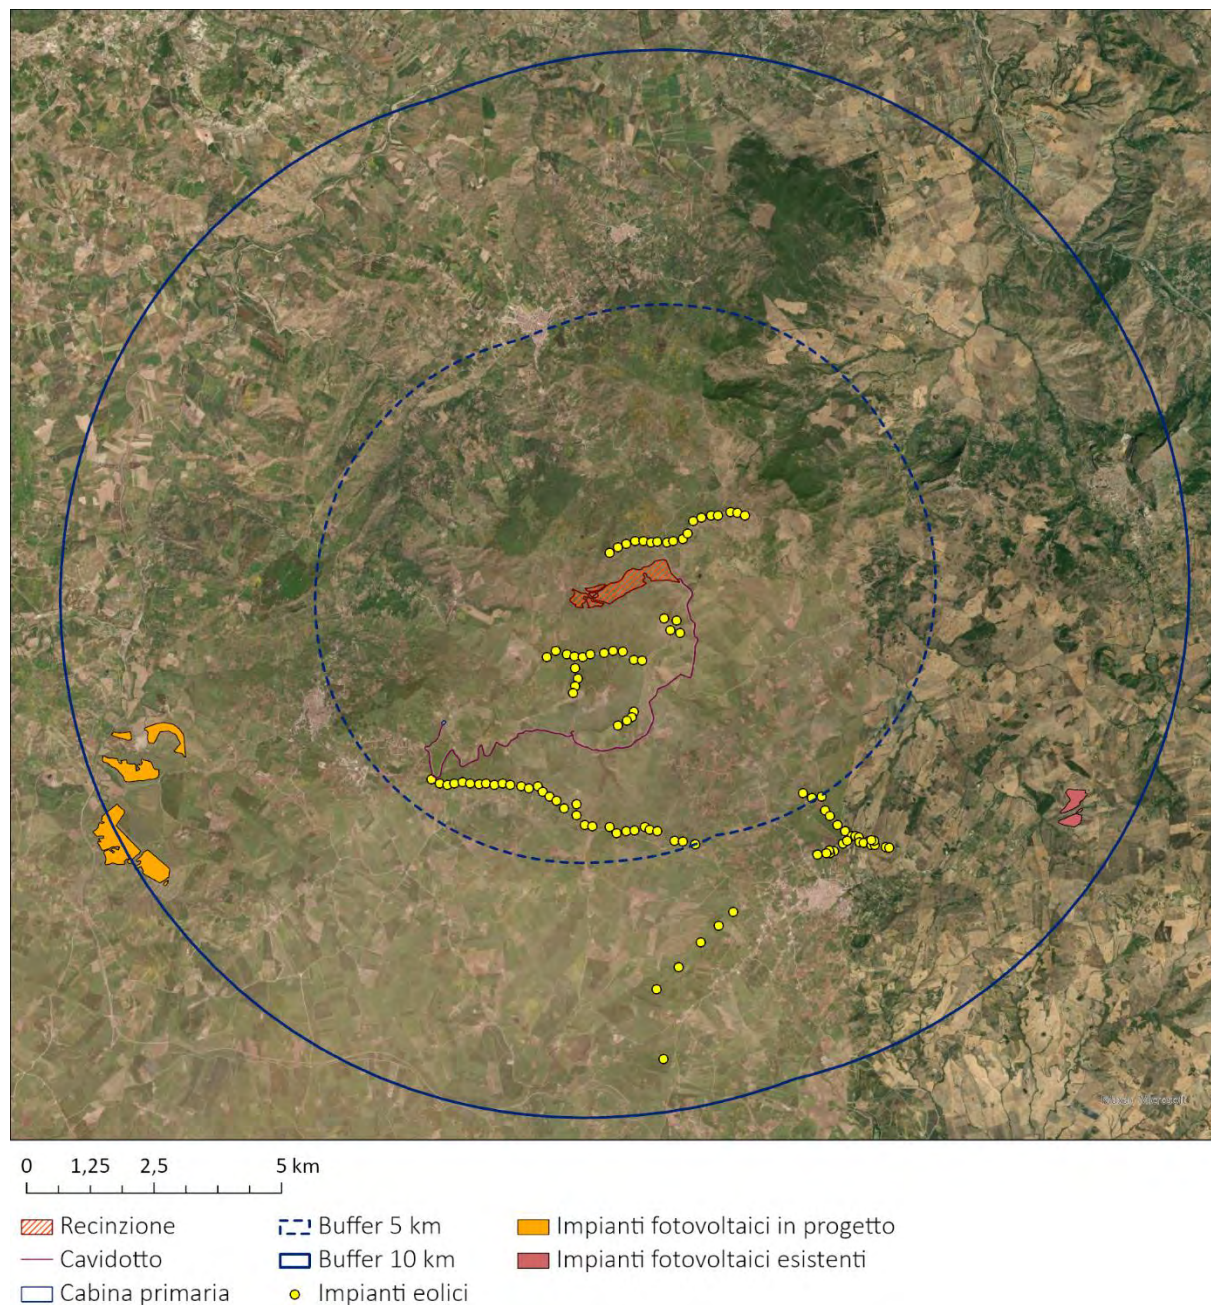 0 1,25 2,5 5 km
Recinzione Buffer 5 km Impianti fotovoltaici in progetto
Cavidotto Buffer 10 km Impianti fotovoltaici esistenti
Cabina primaria Impianti eolici